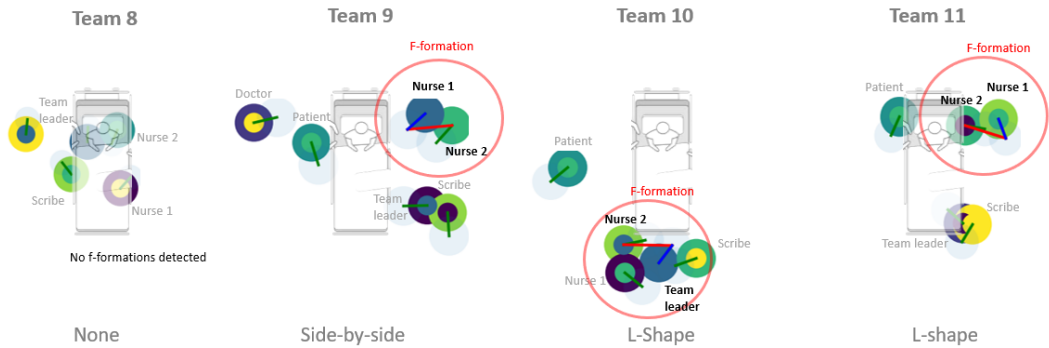 Team 8
Team 9
Team 10
Team 11
Team
leader
Nurse 2
Scribe
Nurse 1
No f-formations detected
None
F-formation
Doctor
Nurse 1
Patient
Nurse 2
Scribe
Team
leader
Side-by-side
Patient
F-formation
Nurse 2
Scribe
Nurse 1
Team
leader
L-Shape
F-formation
Patient
Nurse 1
Nurse 2
Scribe
Team leader
L-shape